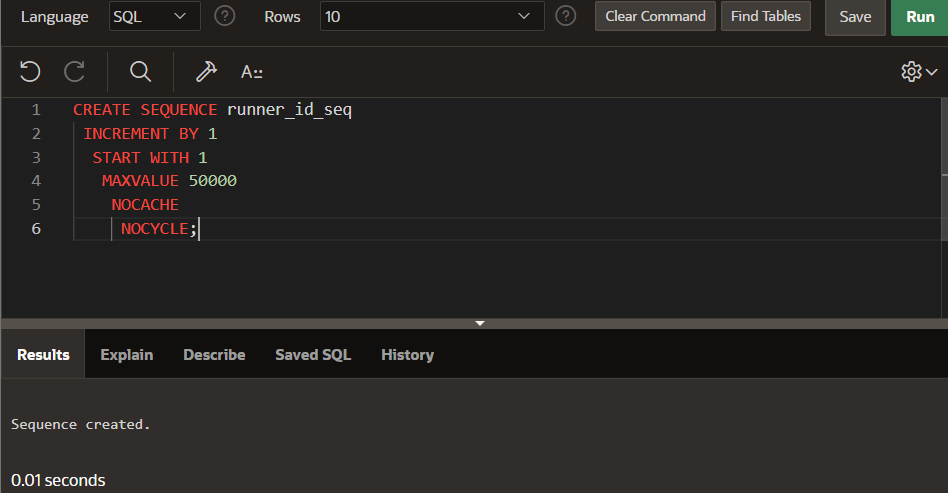 Language SQL ? Rows 10 ? Clear Command Find Tables Save Run
A::
1 CREATE SEQUENCE runner_id_seq
2 INCREMENT BY 1
3 START WITH 1
4 MAXVALUE 50000
5 NOCACHE
6 NOCYCLE;
Results Explain Describe Saved SQL History
Sequence created.
0.01 seconds